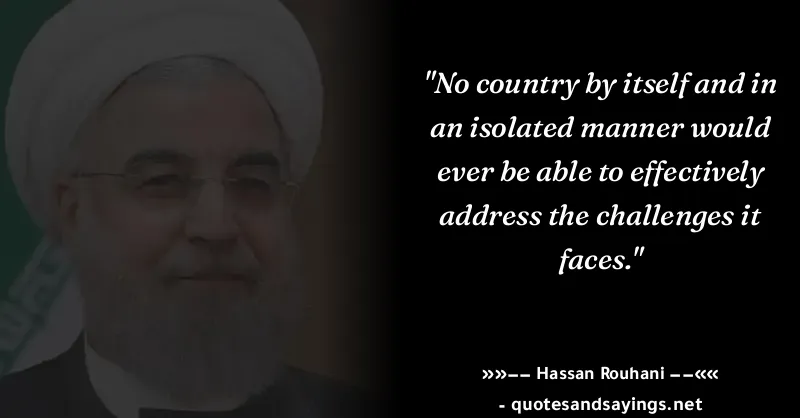 "No country by itself and in
an isolated manner would
ever be able to effectively
address the challenges it
faces."
»»–– Hassan Rouhani ––««
- quotesandsayings.net